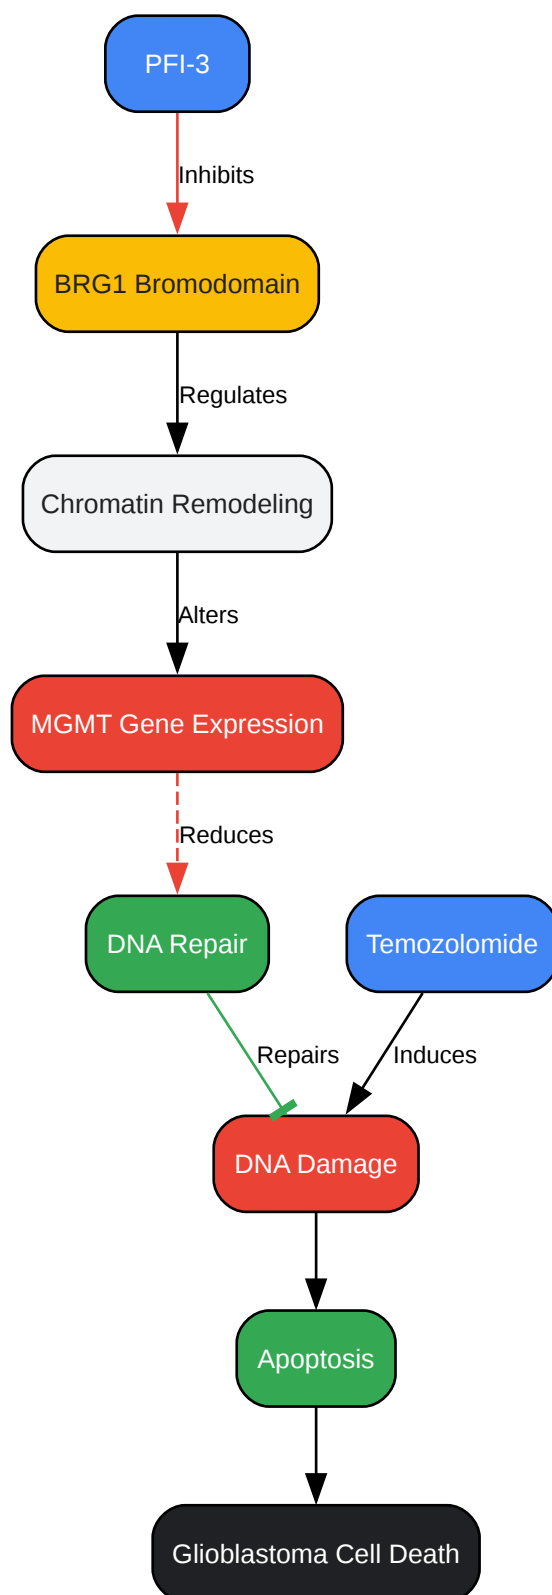 PFI-3
Inhibits
BRG1 Bromodomain
Regulates
Chromatin Remodeling
Alters
MGMT Gene Expression
Reduces
DNA Repair
Temozolomide
Repairs
Induces
DNA Damage
Apoptosis
Glioblastoma Cell Death